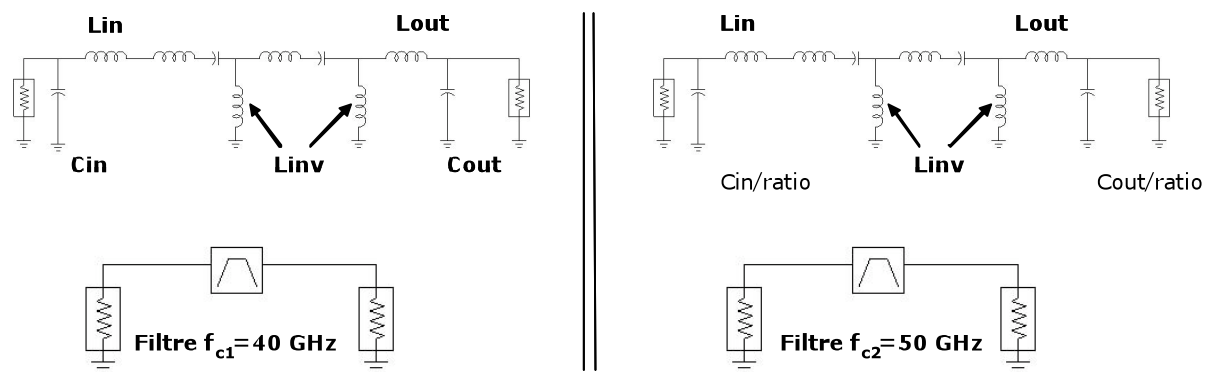 Lin
Lout
Cin
Linv
Cout
Filtre fc1=40 GHz
Lin
Lout
Linv
Cin/ratio
Cout/ratio
Filtre fc2=50 GHz